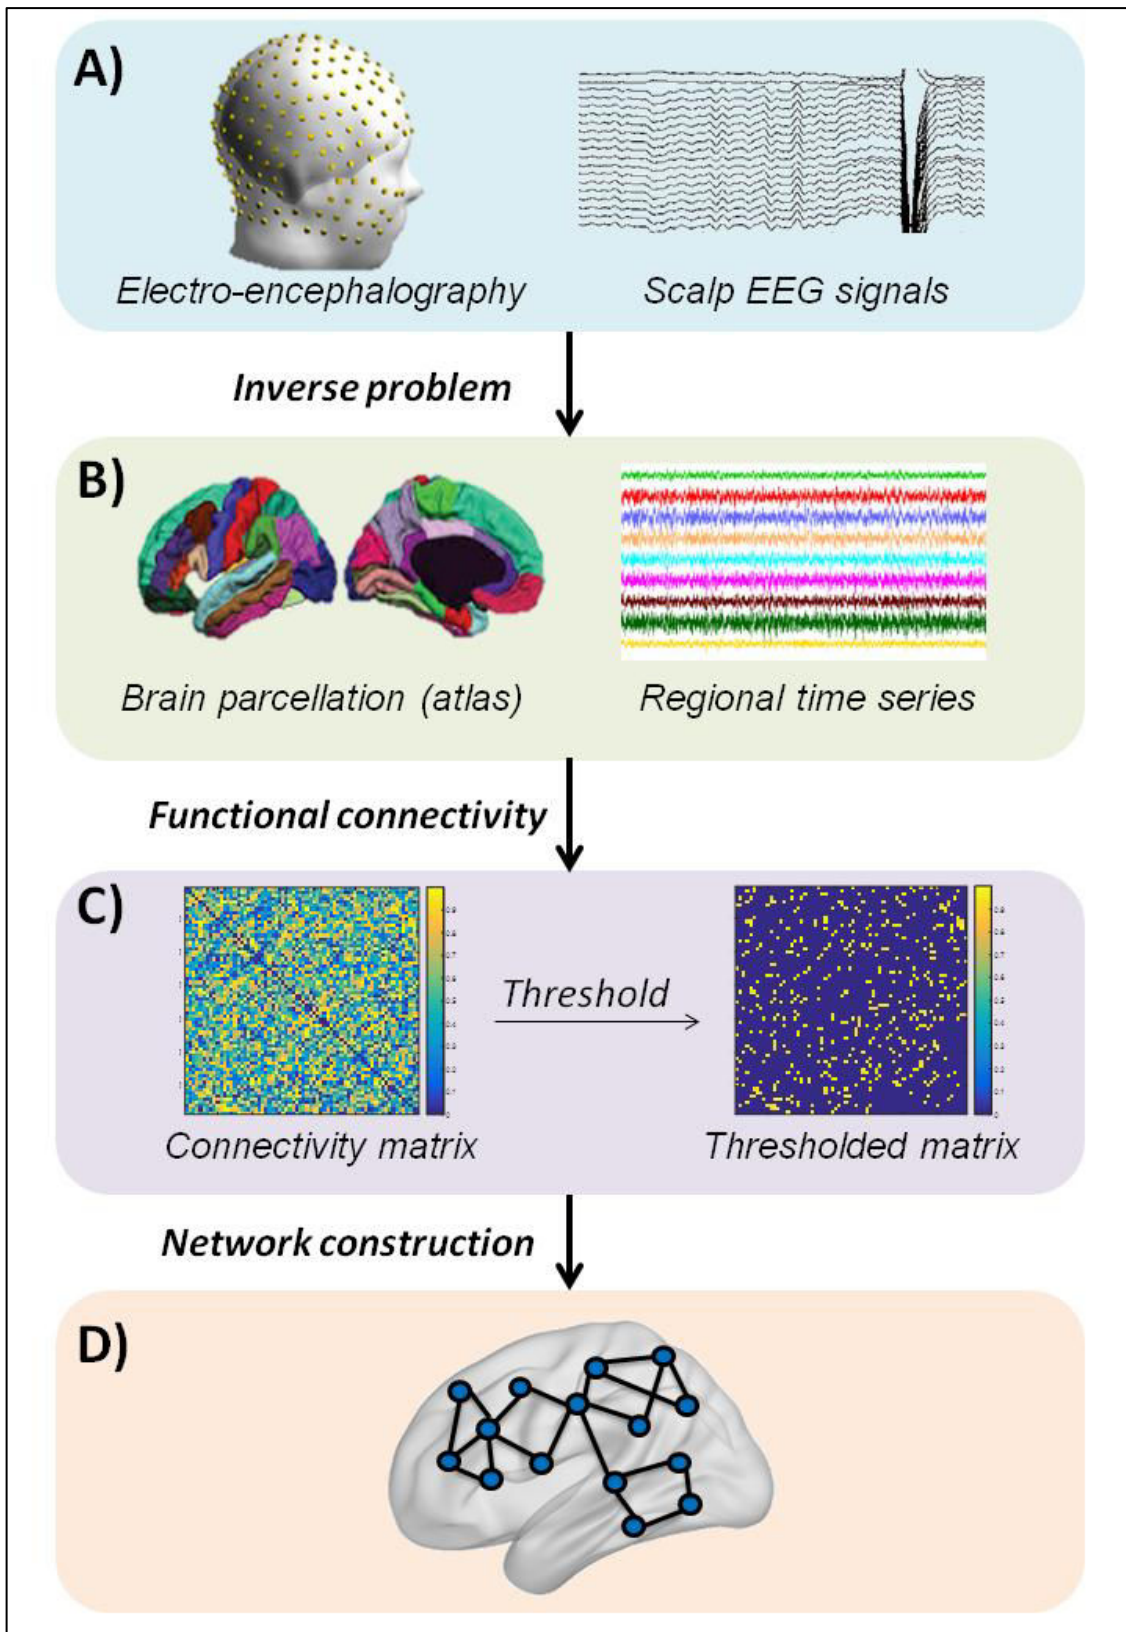 A)
Electro-encephalography
Scalp EEG signals
Inverse problem
B)
Brain parcellation (atlas)
Regional time series
Functional connectivity
C)
Threshold
Connectivity matrix
Thresholded matrix
Network construction
D)